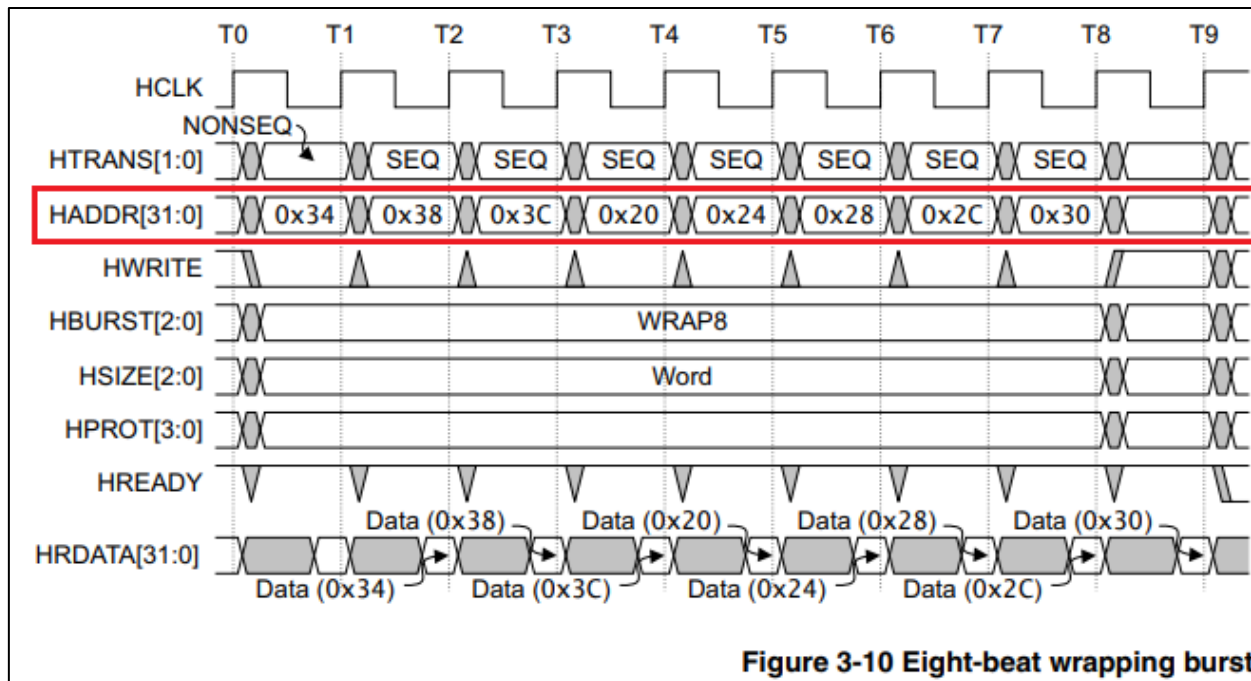 T0 T1 T2 T3 T4 T5 T6 T7 T8 T9
HCLK
NONSEQ
HTRANS[1:0] SEQ SEQ SEQ SEQ SEQ SEQ SEQ
HADDR[31:0] 0x34 0x38 0x3C 0x20 0x24 0x28 0x2C 0x30
HWRITE
HBURST[2:0] WRAP8
HSIZE[2:0] Word
HPROT[3:0]
HREADY
Data (0x38) Data (0x20) Data (0x28) Data (0x30)
HRDATA[31:0]
Data (0x34) Data (0x3C) Data (0x24) Data (0x2C)
Figure 3-10 Eight-beat wrapping burst